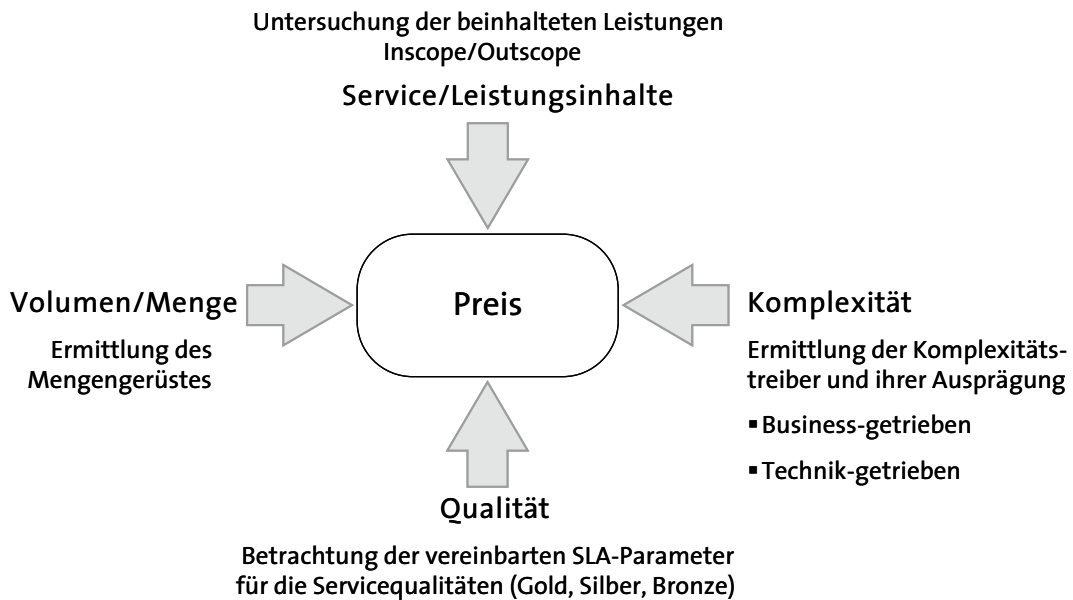 Untersuchung der beinhalteten Leistungen
Inscope/Outscope
Service/Leistungsinhalte
Volumen/Menge
Ermittlung des
Mengengerüstes
Preis
Komplexität
Ermittlung der Komplexitäts-
treiber und ihrer Ausprägung
▪ Business-getrieben
▪ Technik-getrieben
Qualität
Betrachtung der vereinbarten SLA-Parameter
für die Servicequalitäten (Gold, Silber, Bronze)